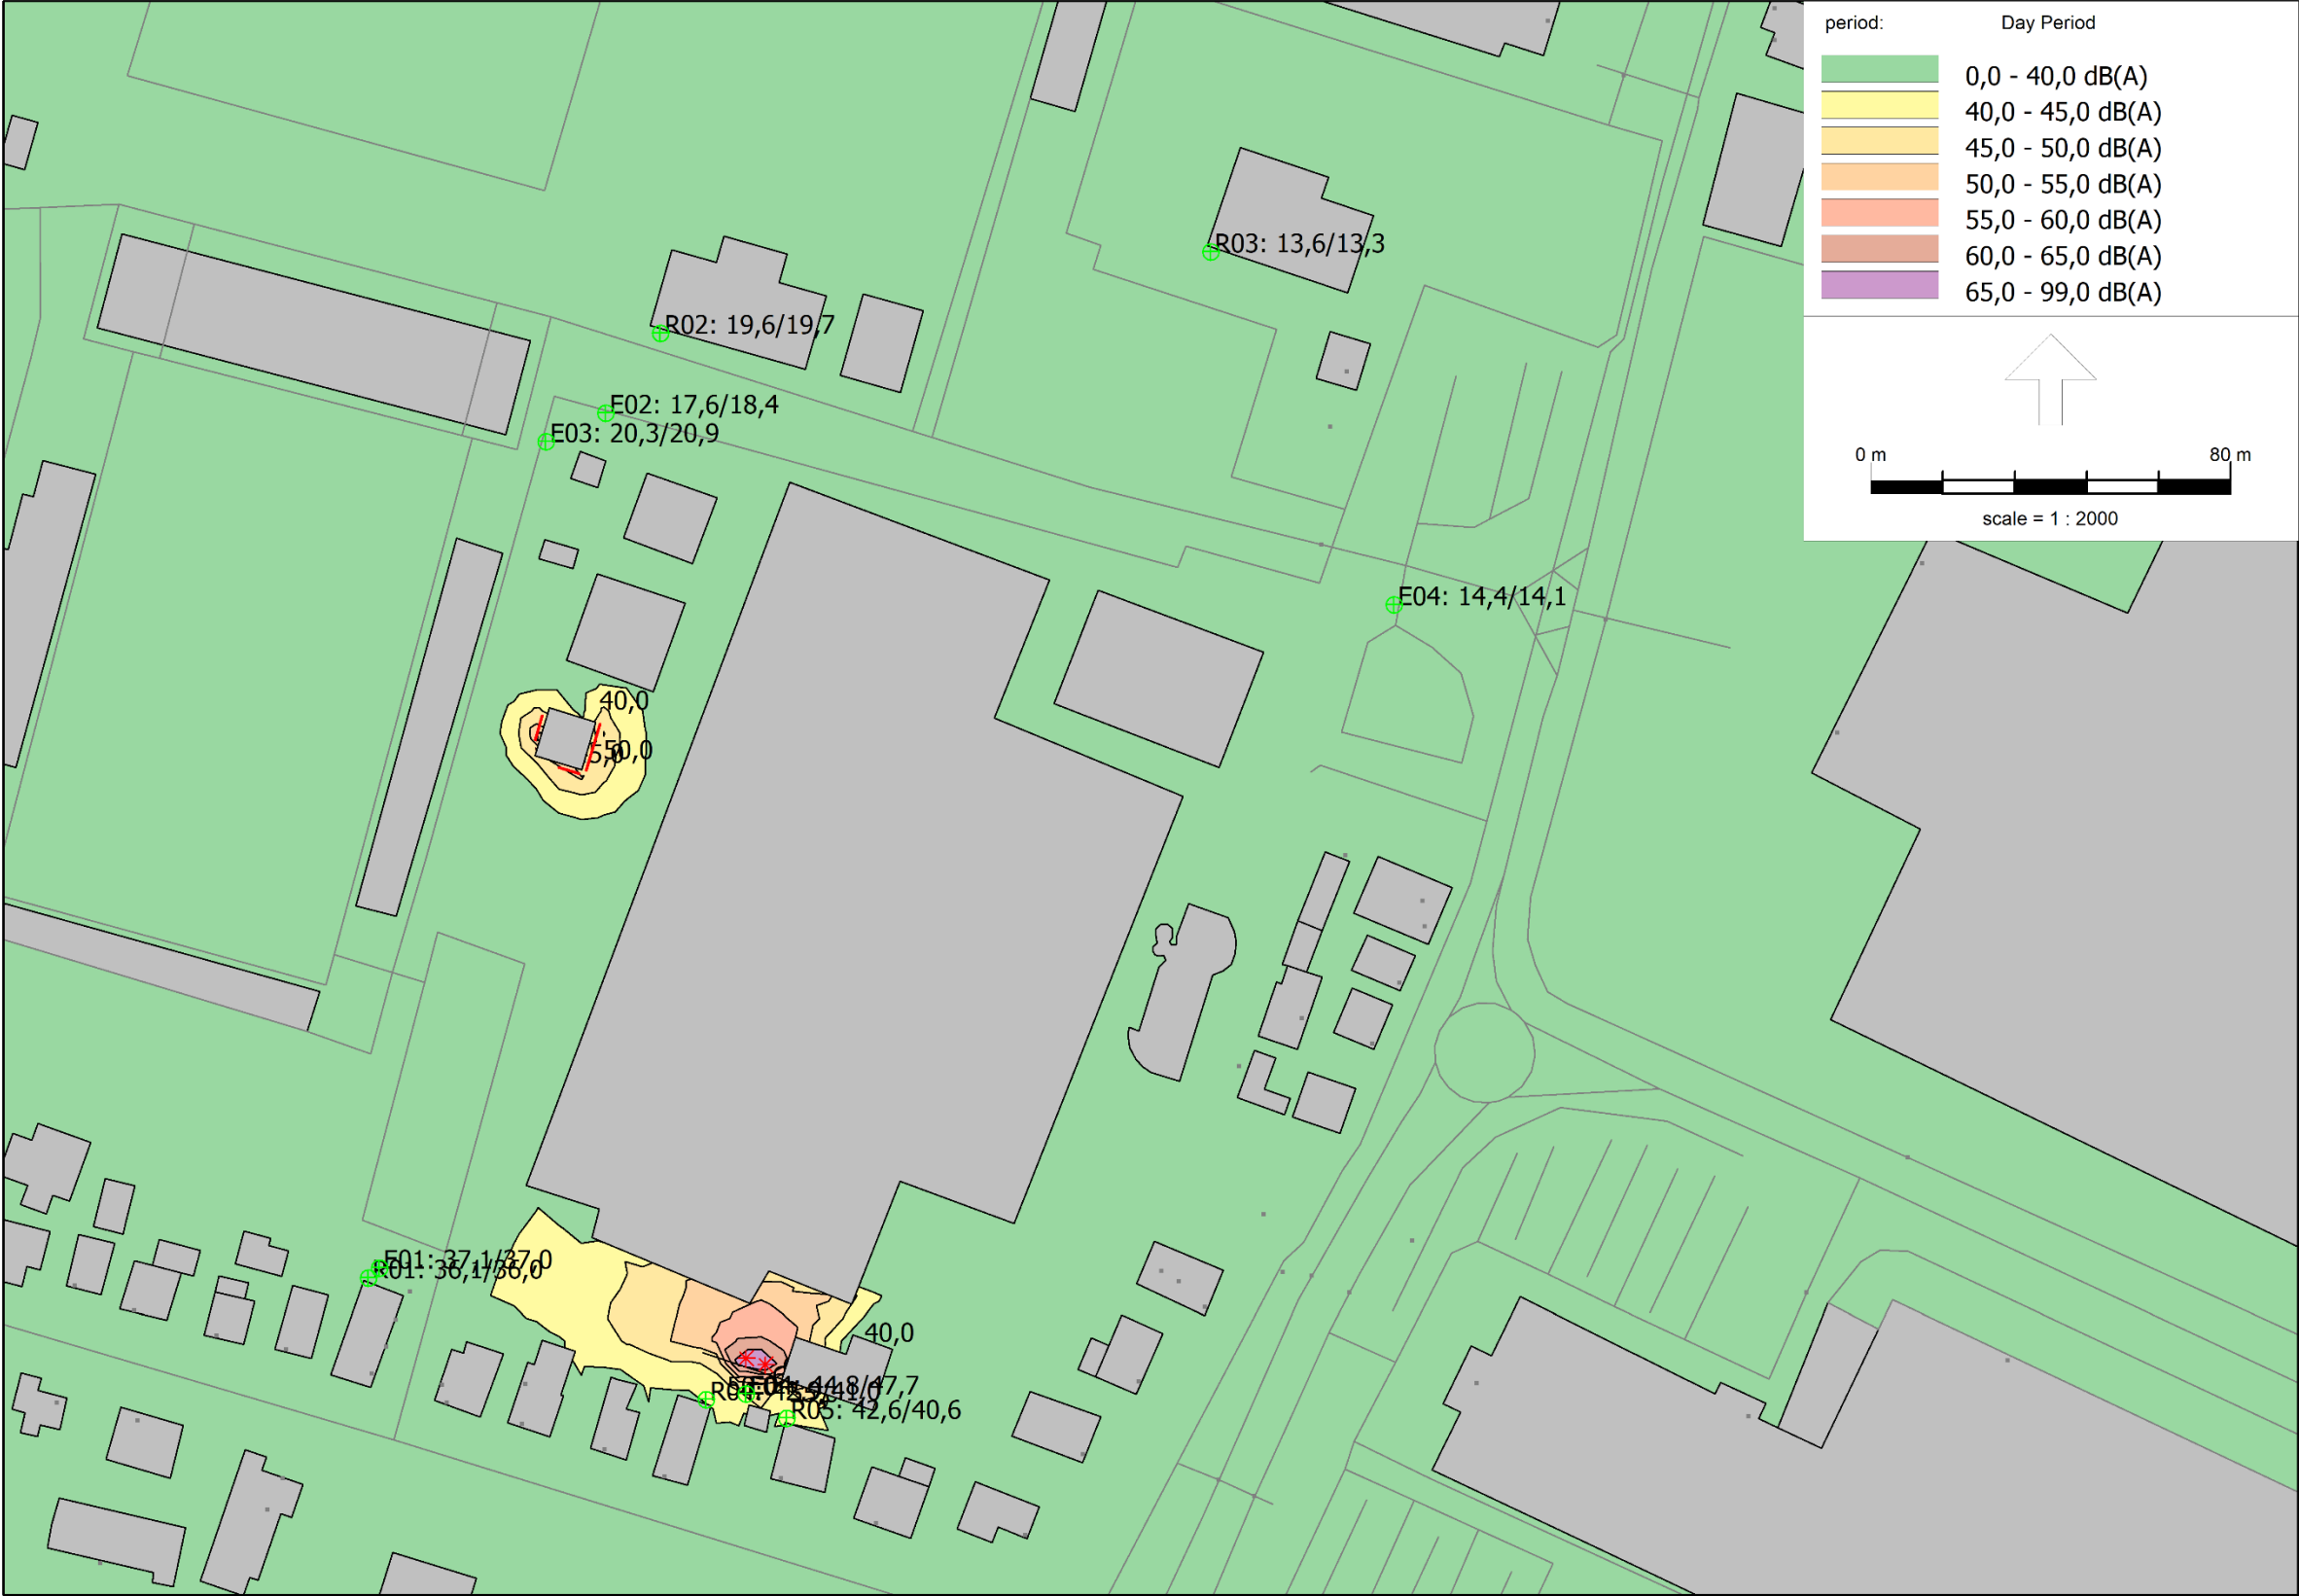 period: Day Period
0,0 - 40,0 dB(A)
40,0 - 45,0 dB(A)
45,0 - 50,0 dB(A)
50,0 - 55,0 dB(A)
55,0 - 60,0 dB(A)
60,0 - 65,0 dB(A)
65,0 - 99,0 dB(A)
0 m 80 m
scale = 1 : 2000
R03: 13,6/13,3
R02: 19,6/19,7
E02: 17,6/18,4
E03: 20,3/20,9
E04: 14,4/14,1
40,0
50,0
E01: 37,1/37,0
R01: 36,1/36,0
40,0
44,8/47,7
R05: 42,6/40,6